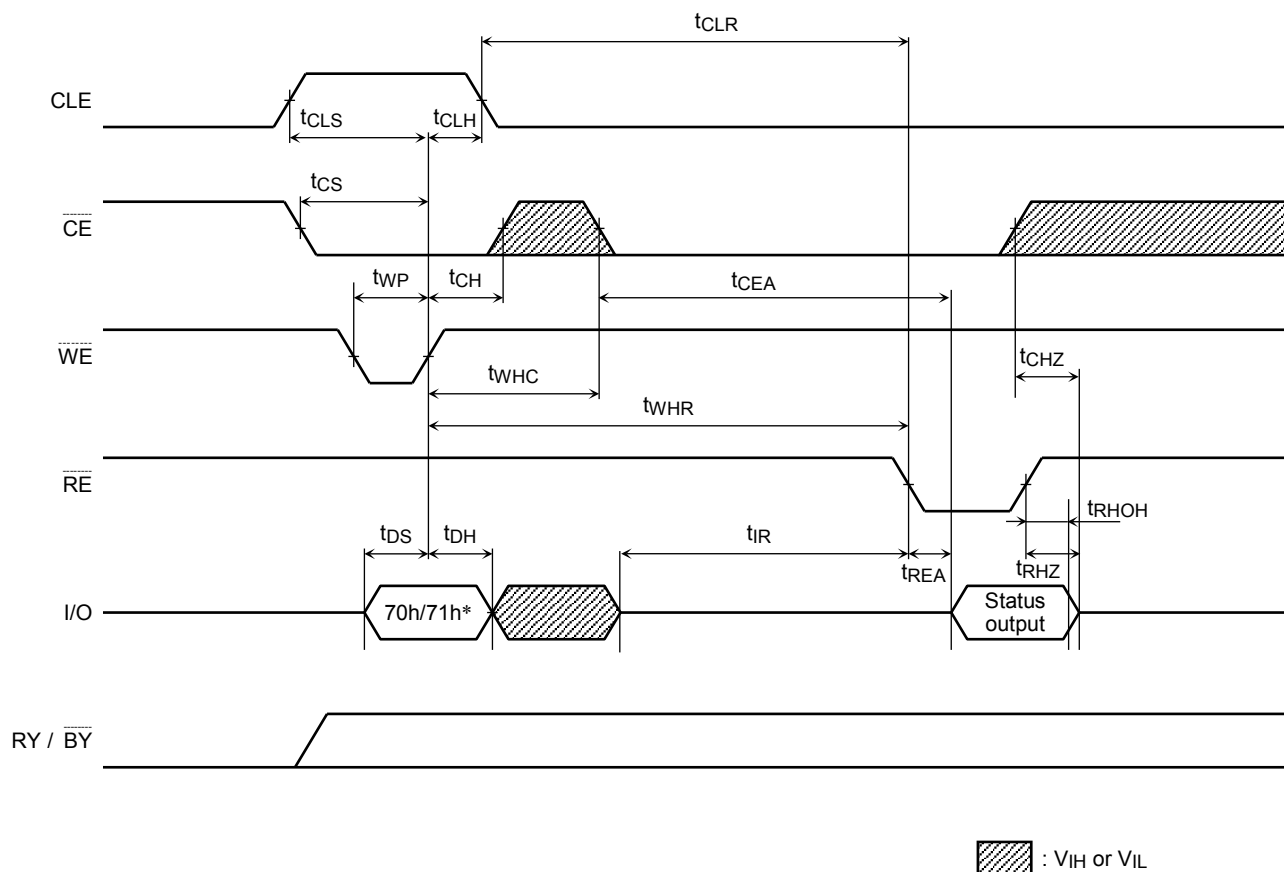 tCLR
CLE
tCLS
tCLH
tCS
CE
tWP
tCH
tCEA
WE
tCHZ
tWHC
tWHR
RE
tRHOH
tDS
tDH
tIR
tREA
tRHZ
I/O
70h/71h*
Status
output
RY / BY
: VIH or VIL